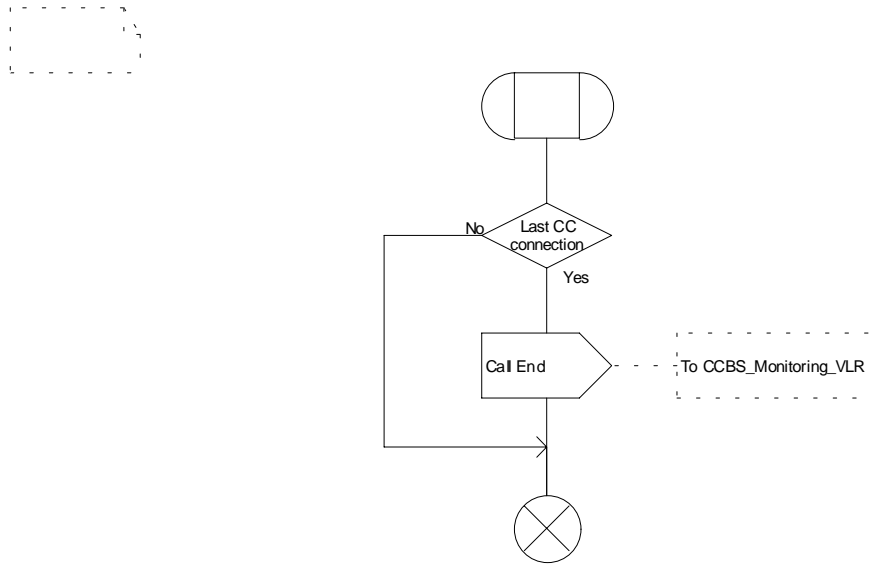 No
Last CC
connection
Yes
Call End
To CCBS_Monitoring_VLR